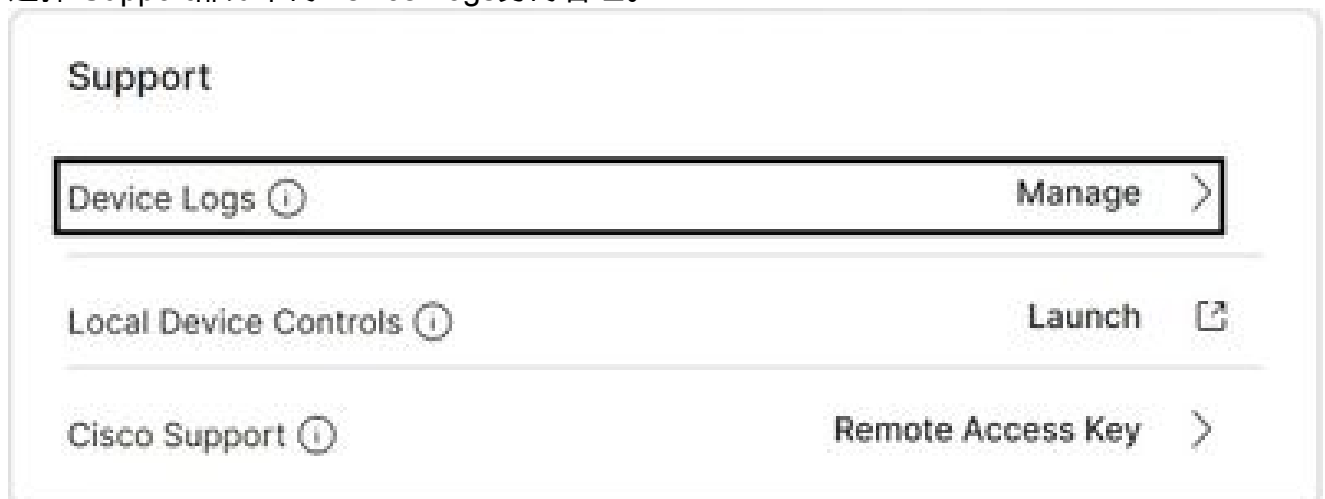 Support
Device Logs
Manage
Local Device Controls
Launch
Cisco Support
Remote Access Key